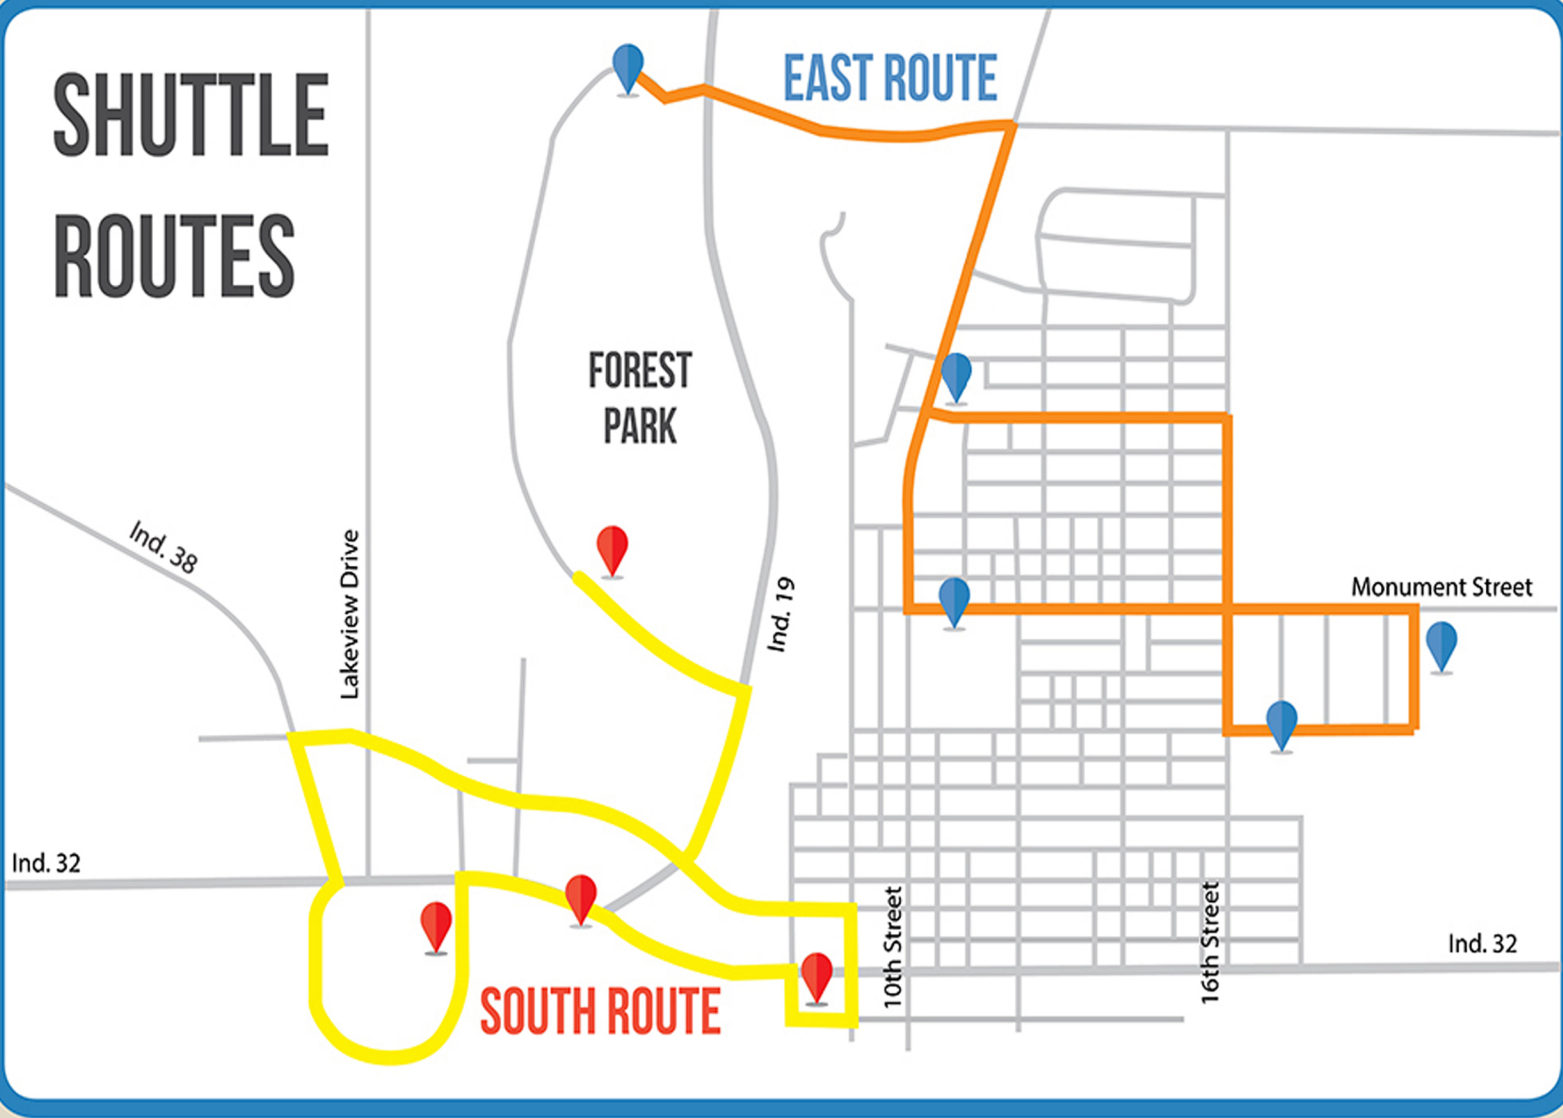 SHUTTLE
ROUTES
EAST ROUTE
FOREST
PARK
Ind. 38
Lakeview Drive
Ind. 19
Monument Street
Ind. 32
10th Street
16th Street
Ind. 32
SOUTH ROUTE